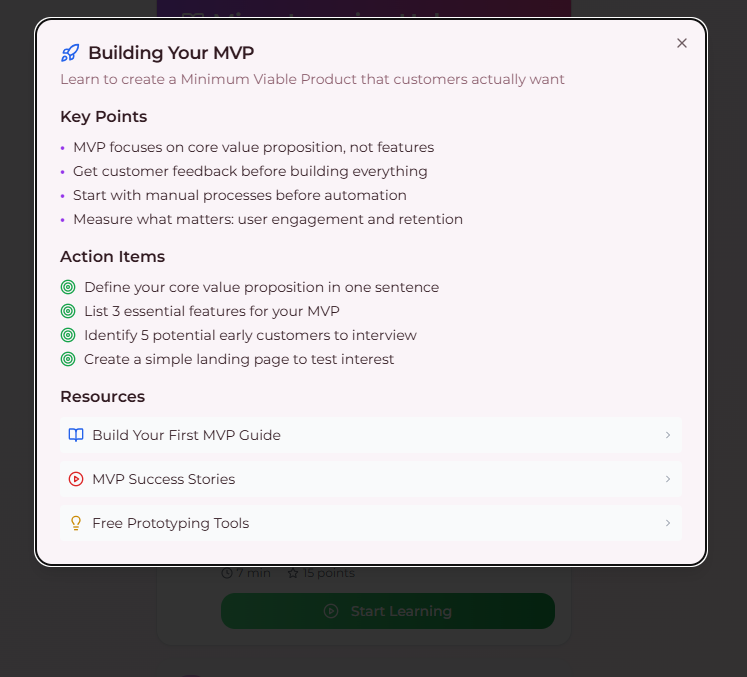 Building Your MVP
Learn to create a Minimum Viable Product that customers actually want
Key Points
• MVP focuses on core value proposition, not features
• Get customer feedback before building everything
• Start with manual processes before automation
• Measure what matters: user engagement and retention
Action Items
Define your core value proposition in one sentence
List 3 essential features for your MVP
Identify 5 potential early customers to interview
Create a simple landing page to test interest
Resources
Build Your First MVP Guide
MVP Success Stories
Free Prototyping Tools
7 min 15 points
Start Learning